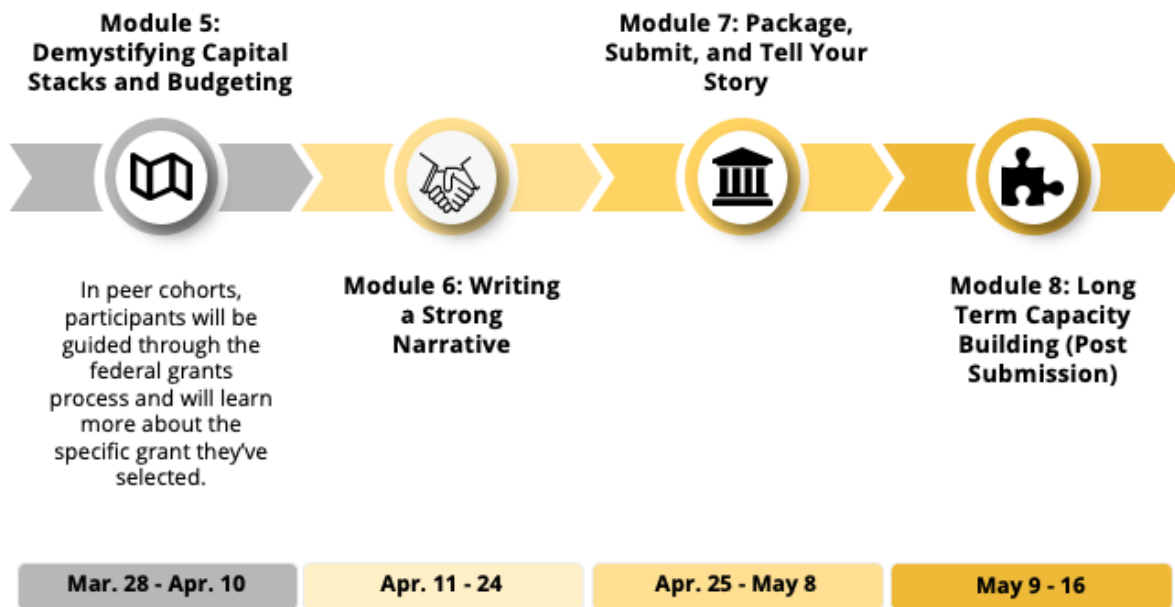 Module 5:
Demystifying Capital
Stacks and Budgeting
Module 7: Package,
Submit, and Tell Your
Story
In peer cohorts,
participants will be
guided through the
federal grants
process and will learn
more about the
specific grant they've
selected.
Module 6: Writing
a Strong
Narrative
Module 8: Long
Term Capacity
Building (Post
Submission)
Mar. 28 - Apr. 10
Apr. 11 - 24
Apr. 25 - May 8
May 9 - 16